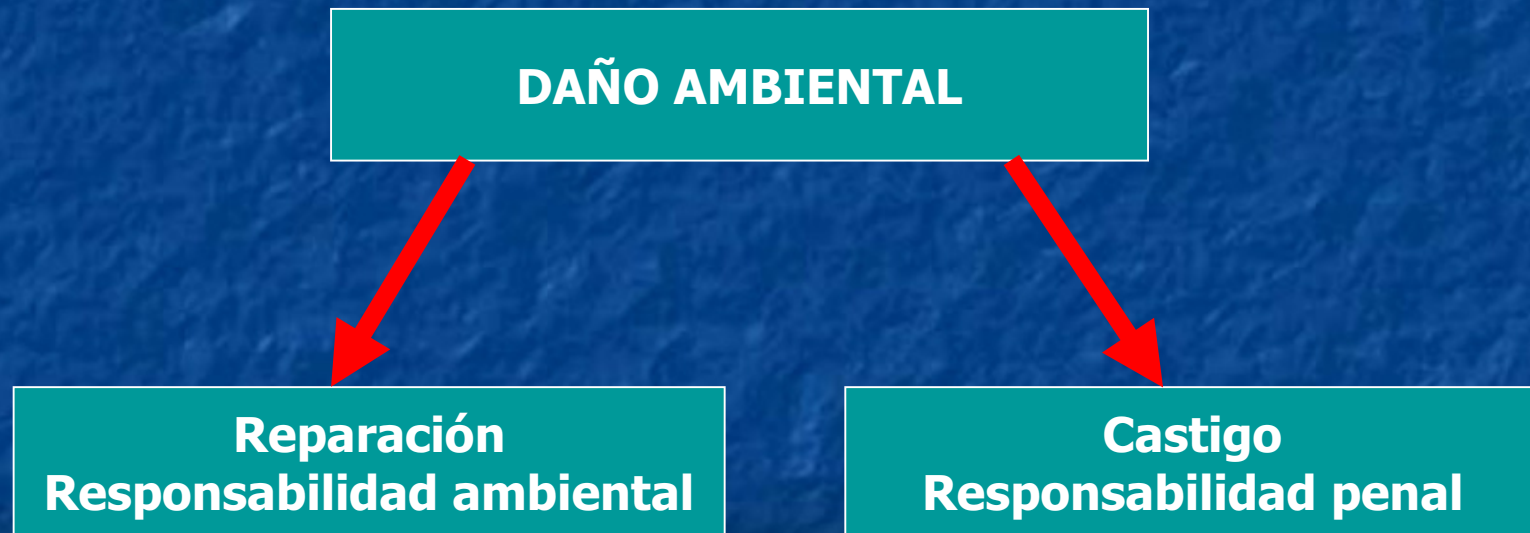 DAÑO AMBIENTAL
Reparación
Responsabilidad ambiental
Castigo
Responsabilidad penal